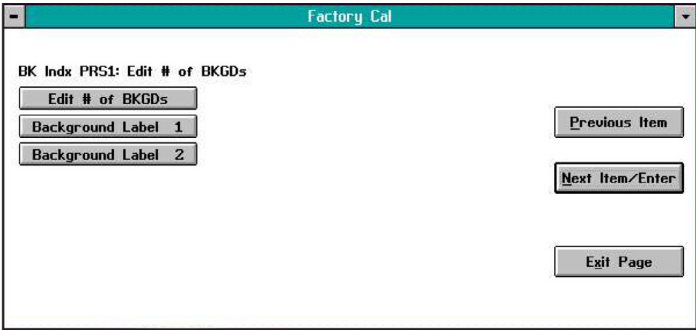 Factory Cal
BK Indx PRS1: Edit # of BKGDs
Edit # of BKGDs
Background Label 1
Background Label 2
Previous Item
Next Item/Enter
Exit Page